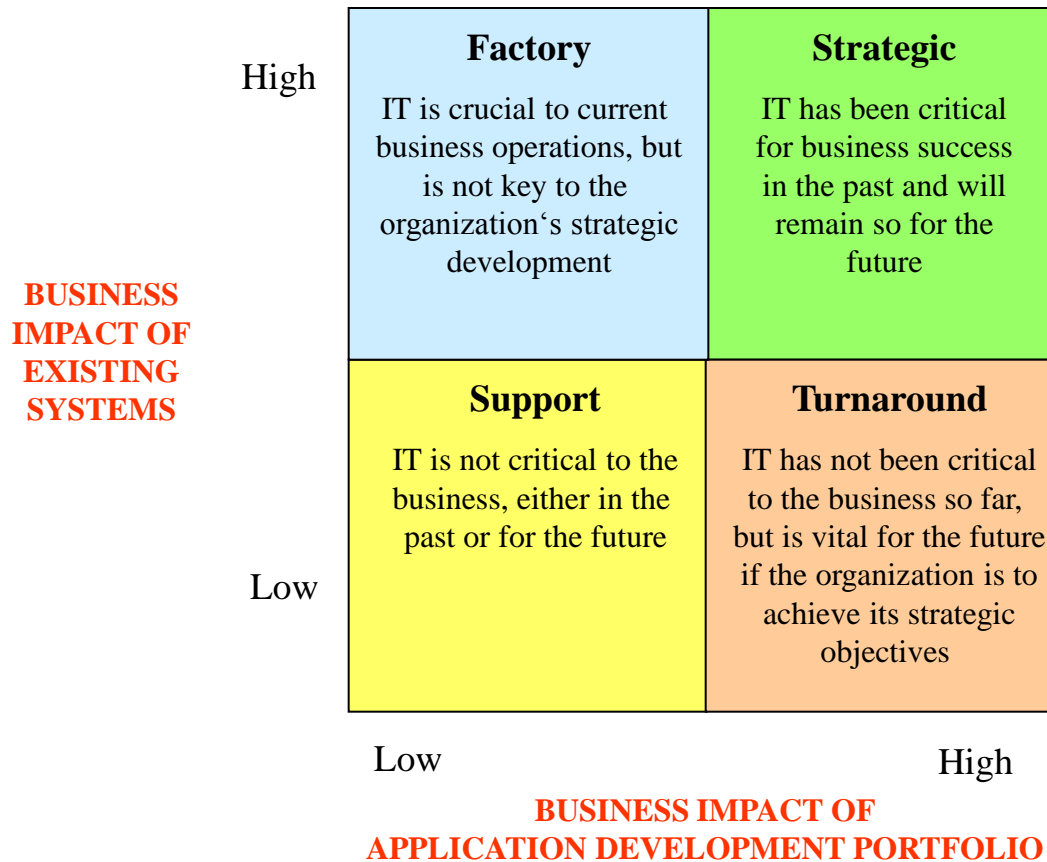 High
Factory
IT is crucial to current
business operations, but
is not key to the
organization‘s strategic
development
Strategic
IT has been critical
for business success
in the past and will
remain so for the
future
BUSINESS
IMPACT OF
EXISTING
SYSTEMS
Low
Support
IT is not critical to the
business, either in the
past or for the future
Turnaround
IT has not been critical
to the business so far,
but is vital for the future
if the organization is to
achieve its strategic
objectives
Low
High
BUSINESS IMPACT OF
APPLICATION DEVELOPMENT PORTFOLIO